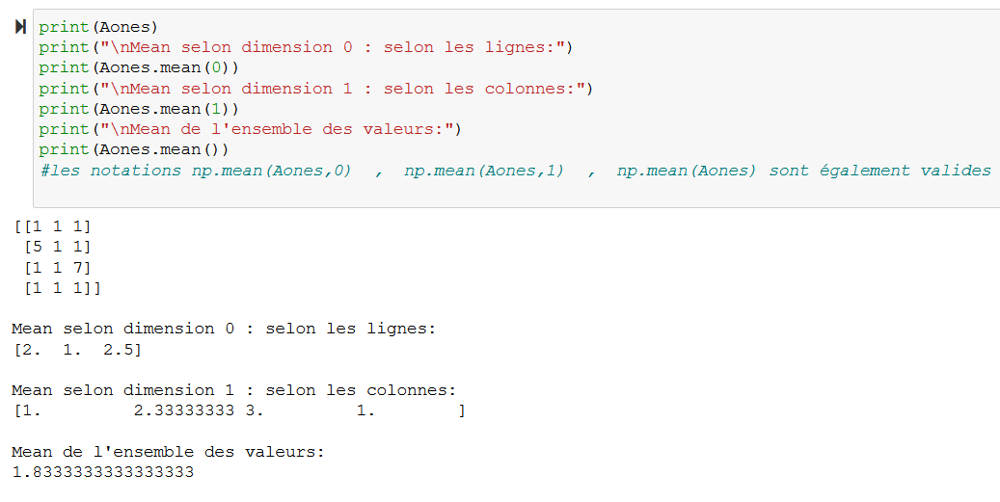 print(Aones)
print("\nMean selon dimension 0 : selon les lignes:")
print(Aones.mean(0))
print("\nMean selon dimension 1 : selon les colonnes:")
print(Aones.mean(1))
print("\nMean de l'ensemble des valeurs:")
print(Aones.mean())
#les notations np.mean(Aones,0)  ,  np.mean(Aones,1)  ,  np.mean(Aones) sont également valides
[[1 1 1]
 [5 1 1]
 [1 1 7]
 [1 1 1]]
Mean selon dimension 0 : selon les lignes:
[2.  1.  2.5]
Mean selon dimension 1 : selon les colonnes:
[1.         2.33333333 3.         1.        ]
Mean de l'ensemble des valeurs:
1.8333333333333333